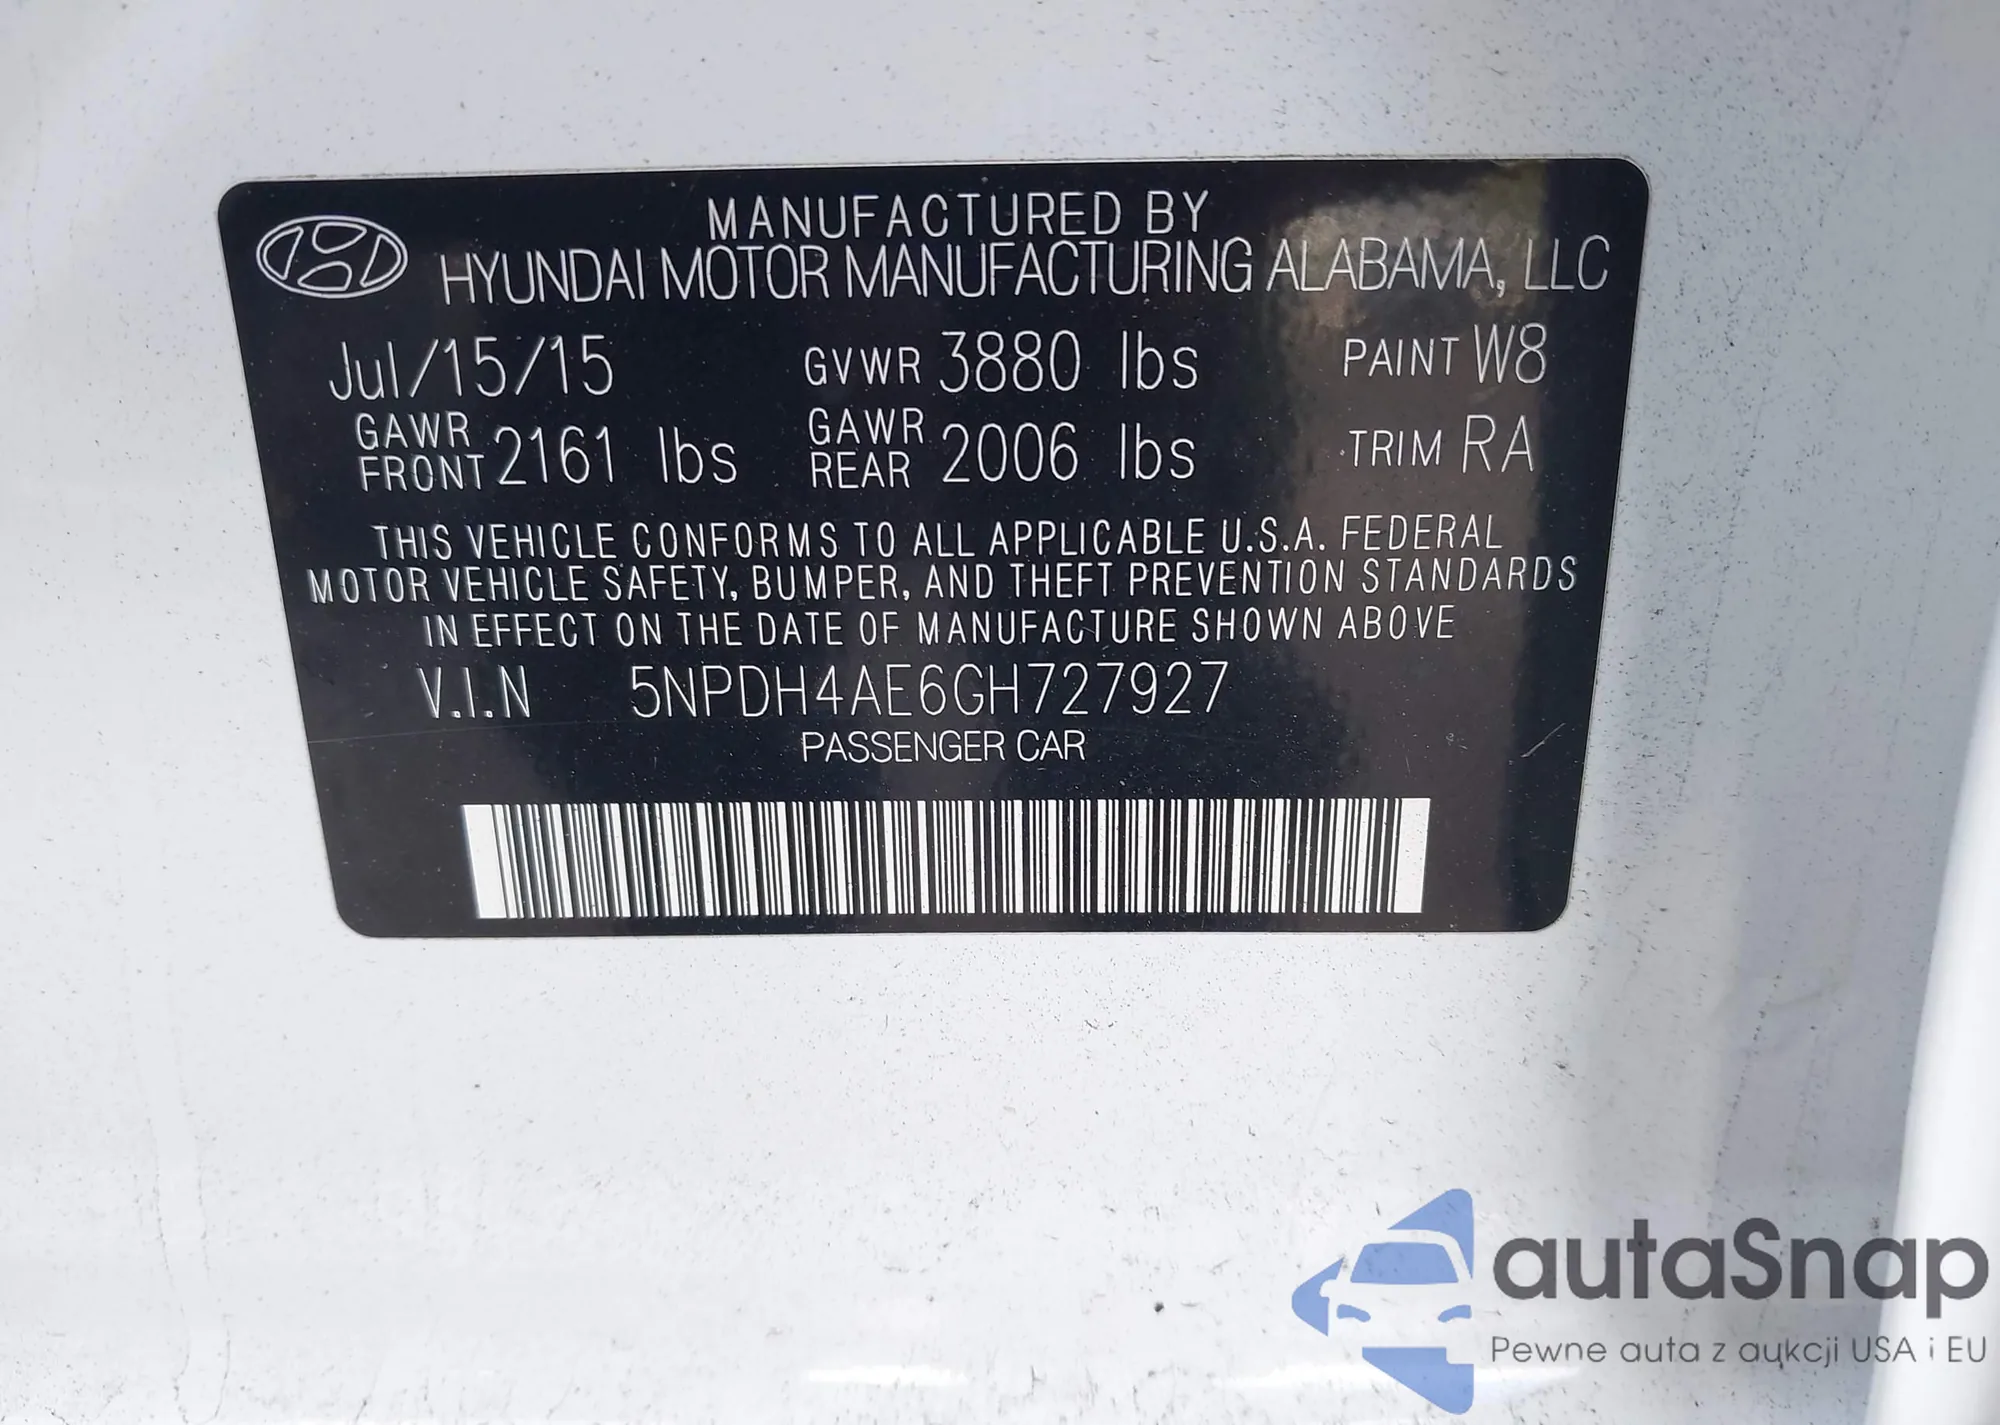 MANUFACTURED BY
HYUNDAI MOTOR MANUFACTURING ALABAMA, LLC
Jul/15/15 GVWR 3880 lbs PAINT W8
GAWR FRONT 2161 lbs GAWR REAR 2006 lbs TRIM RA
THIS VEHICLE CONFORMS TO ALL APPLICABLE U.S.A. FEDERAL
MOTOR VEHICLE SAFETY, BUMPER, AND THEFT PREVENTION STANDARDS
IN EFFECT ON THE DATE OF MANUFACTURE SHOWN ABOVE
V.I.N 5NPDH4AE6GH727927
PASSENGER CAR
autaSnap
Pewne auta z aukcji USA i EU